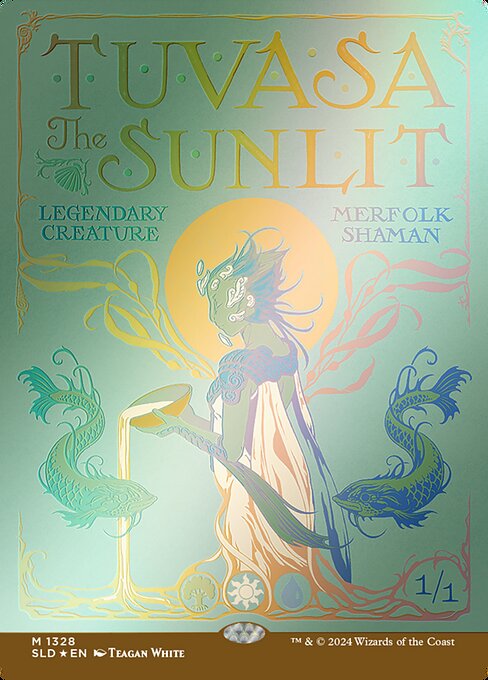 TUVASA
The SUNLIT
LEGENDARY
CREATURE
MERFOLK
SHAMAN
1/1
M 1328
SLD ★ EN Teagan White
™ & © 2024 Wizards of the Coast